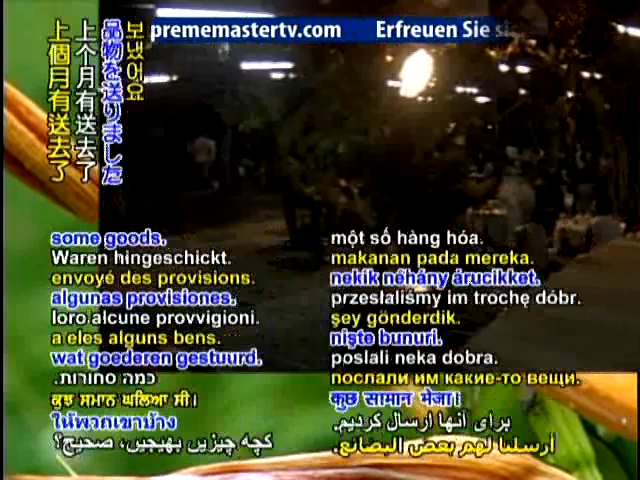 prememastertv.com Erfreuen Sie si
보냈어요
品物を送りました
上个月有送去了
上個月有送去了
some goods.
Waren hingeschickt.
envoyé des provisions.
algunas provisiones.
loro alcune provvigioni.
a eles alguns bens.
wat goederen gestuurd.
כמה סחורות.
ਕੁਝ ਸਮਾਨ ਘਲਿਆ ਸੀ।
ให้พวกเขาบ้าง
کچھ چیزیں بھیجیں، صحیح؟
một số hàng hóa.
makanan pada mereka.
nekik néhány árucikket.
przesłaliśmy im trochę dóbr.
şey gönderdik.
nişte bunuri.
poslali neka dobra.
послали им какие-то вещи.
कुछ सामान भेजा।
برای آنها ارسال کردیم.
أرسلنا لهم بعض البضائع.